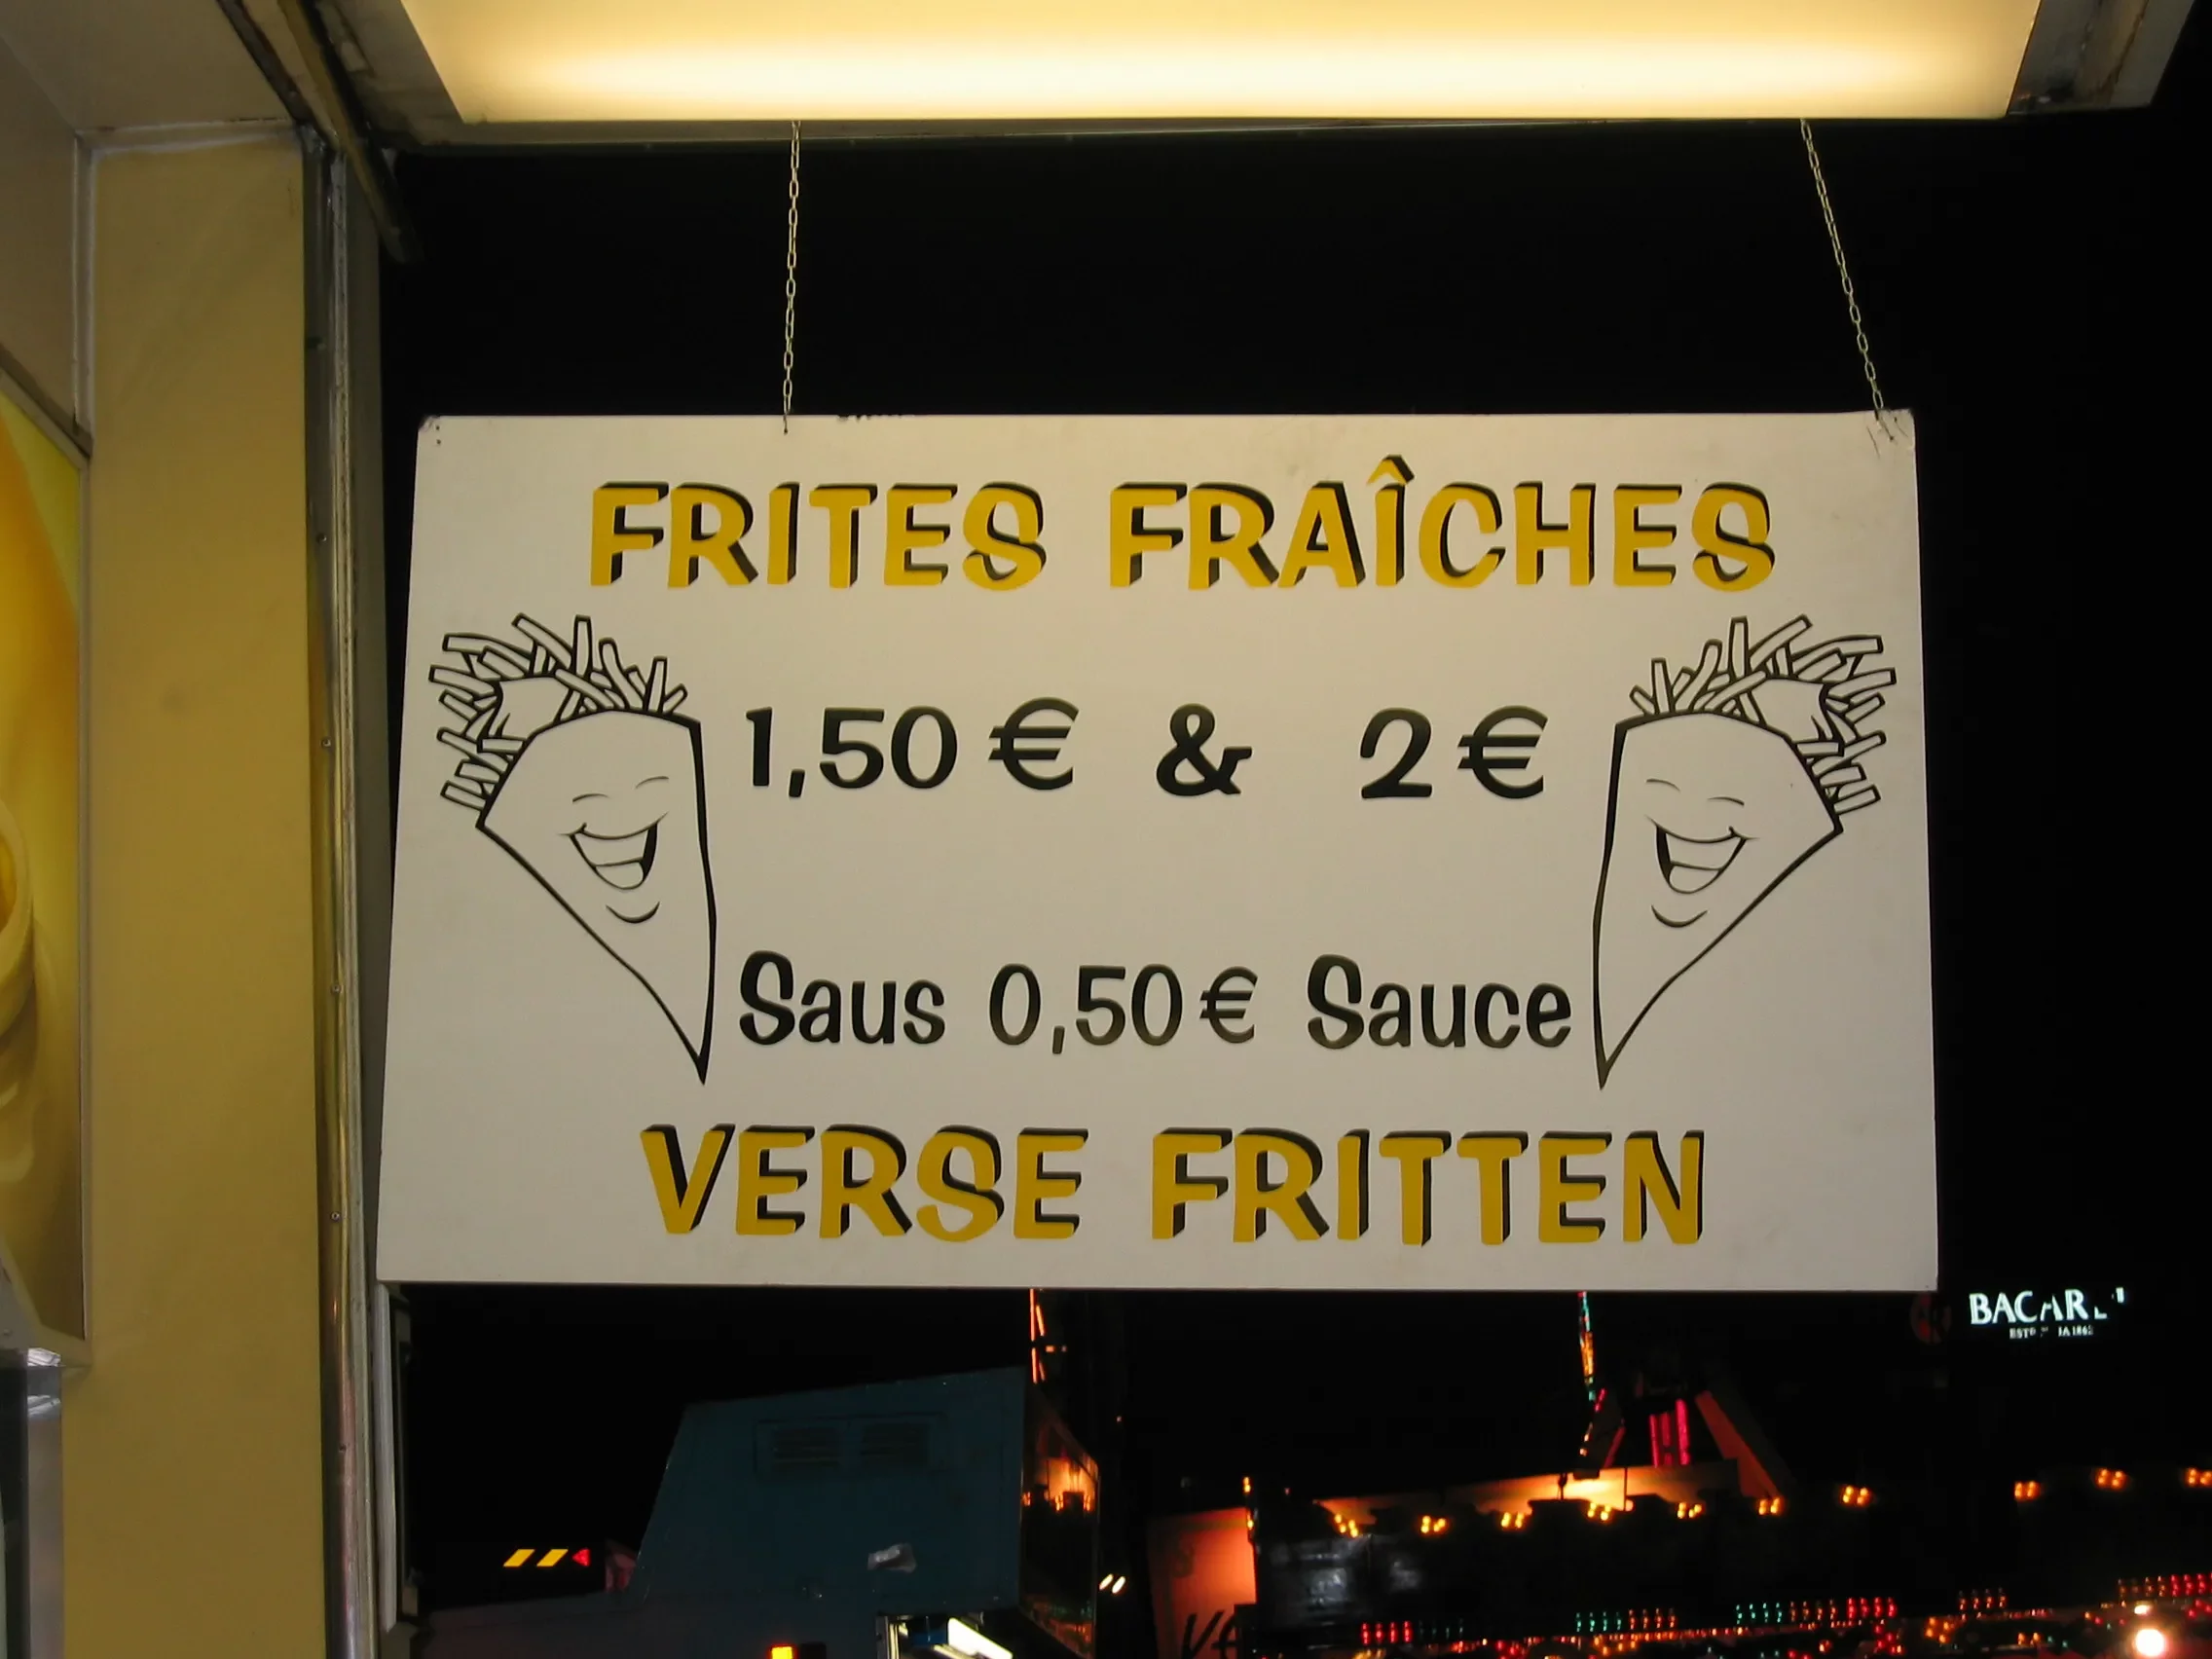 FRITES FRAÎCHES
1,50 € & 2 €
Saus 0,50 € Sauce
VERSE FRITTEN